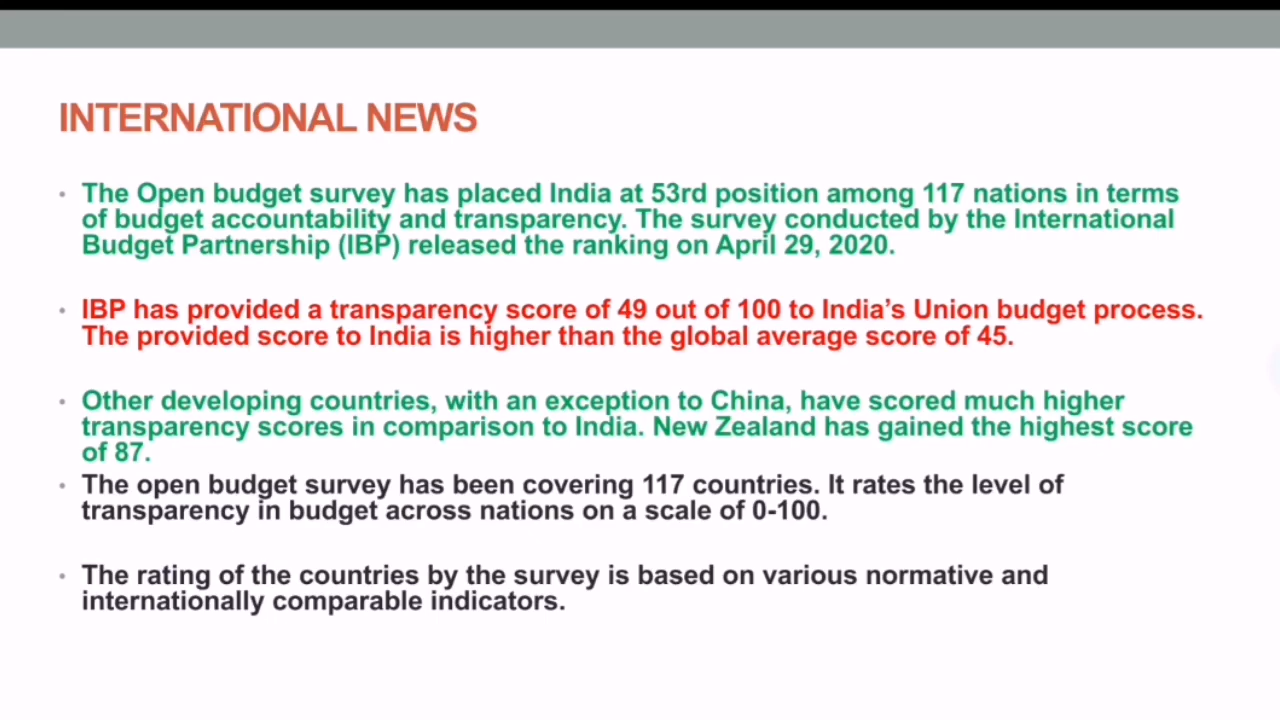 INTERNATIONAL NEWS
• The Open budget survey has placed India at 53rd position among 117 nations in terms
of budget accountability and transparency. The survey conducted by the International
Budget Partnership (IBP) released the ranking on April 29, 2020.
• IBP has provided a transparency score of 49 out of 100 to India’s Union budget process.
The provided score to India is higher than the global average score of 45.
• Other developing countries, with an exception to China, have scored much higher
transparency scores in comparison to India. New Zealand has gained the highest score
of 87.
• The open budget survey has been covering 117 countries. It rates the level of
transparency in budget across nations on a scale of 0-100.
• The rating of the countries by the survey is based on various normative and
internationally comparable indicators.